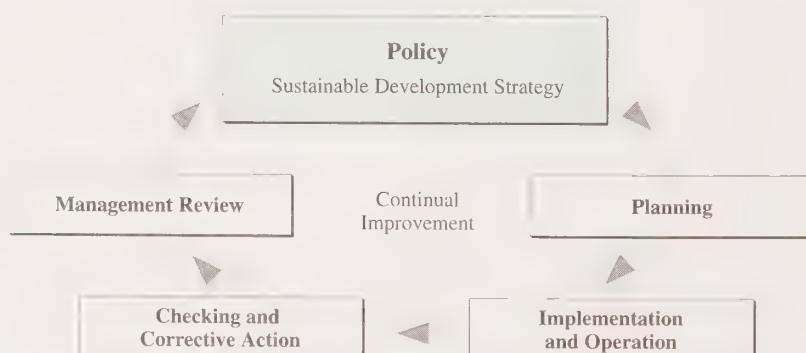 Policy
Sustainable Development Strategy
Management Review
Continual
Improvement
Planning
Checking and
Corrective Action
Implementation
and Operation